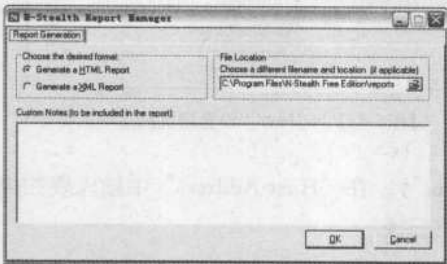 N-Stealth Report Manager
Report Generation
Choose the desired format:
Generate a HTML Report
Generate a XML Report
File Location
Choose a different filename and location (if applicable)
C:\Program Files\N-Stealth Free Edition\reports
Custom Notes (to be included in the report)
OK
Cancel